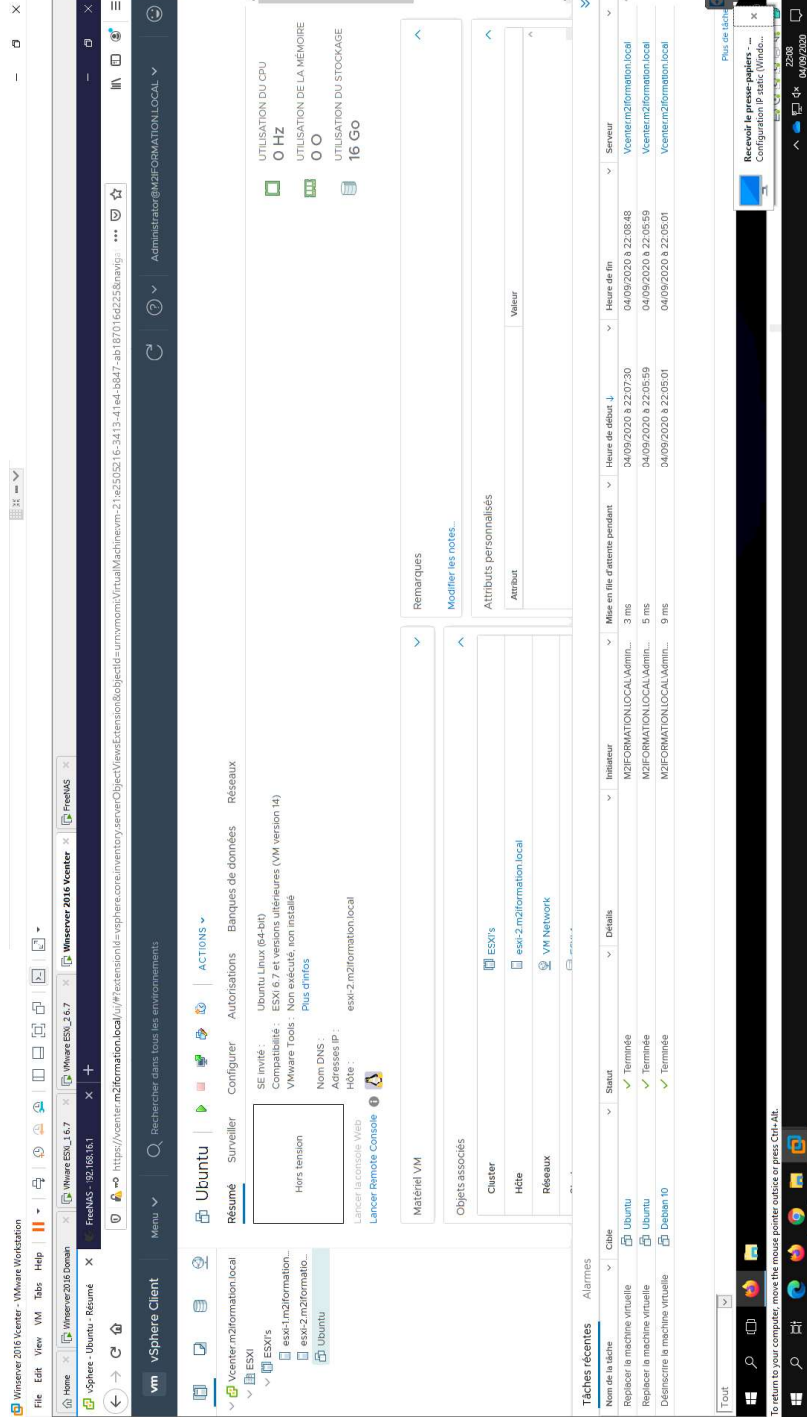 Winserver 2016 Vcenter - VMware Workstation
File Edit View VM Tabs Help
Home
Winserver 2016 Domain
VMware ESXi_1 6.7
VMware ESXi_2 6.7
Winserver 2016 Vcenter
FreeNAS
vSphere - Ubuntu - Résumé
FreeNAS - 192.168.16.1
https://vcenter.m2iformation.local/ui/#?extensionId=vsphere.core.inventory.serverObjectViewsExtension&objectId=urn:vmomi:VirtualMachine:vm-21:e2505216-3413-41e4-b847-ab187016d225&naviga
vm vSphere Client
Menu
Rechercher dans tous les environnements
Administrator@M2IFORMATION.LOCAL
Vcenter.m2iformation.local
ESXI
ESXI's
esxi-1.m2iformation...
esxi-2.m2iformatio...
Ubuntu
Ubuntu
ACTIONS
Résumé Surveiller Configurer Autorisations Banques de données Réseaux
Hors tension
Lancer la console Web
Lancer Remote Console
SE invité : Ubuntu Linux (64-bit)
Compatibilité : ESXi 6.7 et versions ultérieures (VM version 14)
VMware Tools : Non exécuté, non installé
Plus d'infos
Nom DNS :
Adresses IP :
Hôte : esxi-2.m2iformation.local
UTILISATION DU CPU
0 Hz
UTILISATION DE LA MÉMOIRE
0 O
UTILISATION DU STOCKAGE
16 Go
Matériel VM
Objets associés
Cluster ESXI's
Hôte esxi-2.m2iformation.local
Réseaux VM Network
Remarques
Modifier les notes...
Attributs personnalisés
Attribut Valeur
Tâches récentes Alarmes
Nom de la tâche Cible Statut Détails Initiateur Mise en file d'attente pendant Heure de début ↓ Heure de fin Serveur
Replacer la machine virtuelle Ubuntu Terminée M2IFORMATION.LOCAL\Admin... 3 ms 04/09/2020 à 22:07:30 04/09/2020 à 22:08:48 Vcenter.m2iformation.local
Replacer la machine virtuelle Ubuntu Terminée M2IFORMATION.LOCAL\Admin... 5 ms 04/09/2020 à 22:05:59 04/09/2020 à 22:05:59 Vcenter.m2iformation.local
Désinscrire la machine virtuelle Debian 10 Terminée M2IFORMATION.LOCAL\Admin... 9 ms 04/09/2020 à 22:05:01 04/09/2020 à 22:05:01 Vcenter.m2iformation.local
Tout
Plus de tâche
Recevoir le presse-papiers - ...
Configuration IP static (Windo...
To return to your computer, move the mouse pointer outside or press Ctrl+Alt.
22:08
04/09/2020